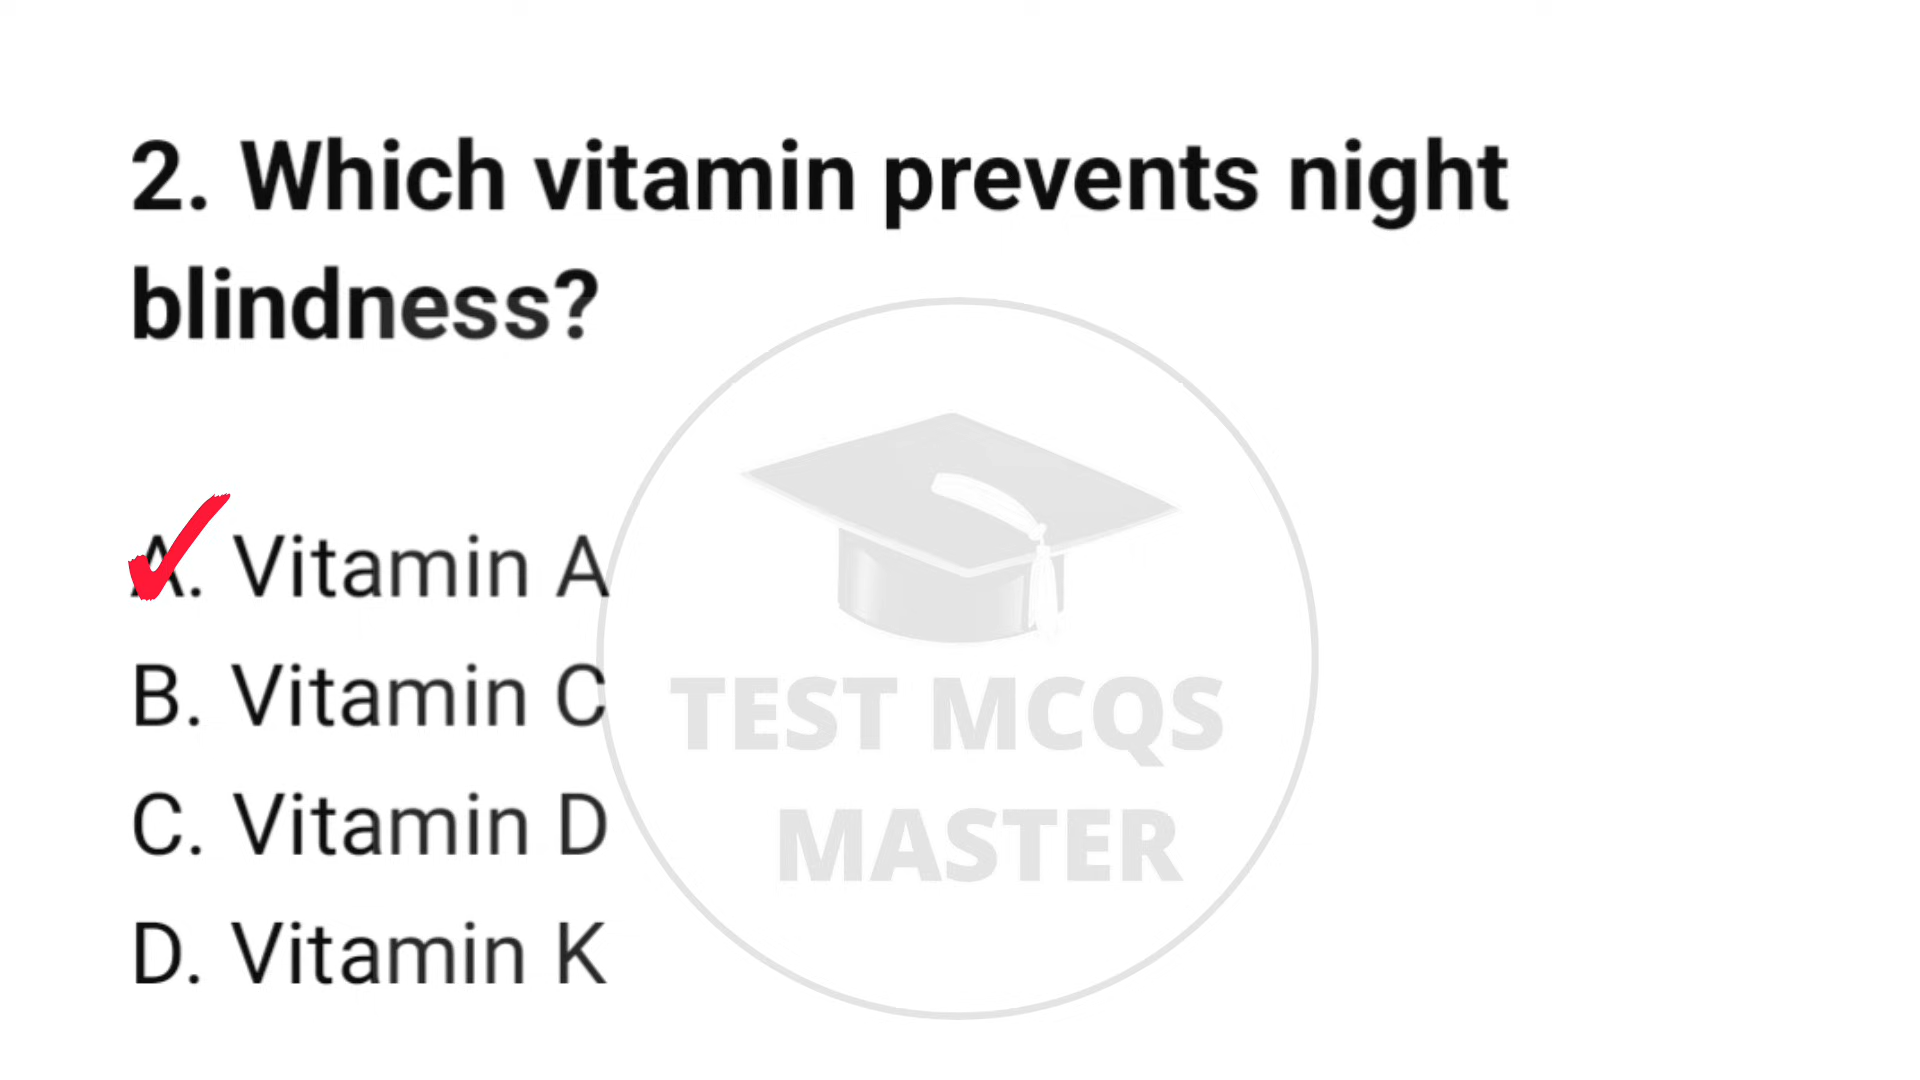 2. Which vitamin prevents night
blindness?
A. Vitamin A
B. Vitamin C
C. Vitamin D
D. Vitamin K
TEST MCQS
MASTER